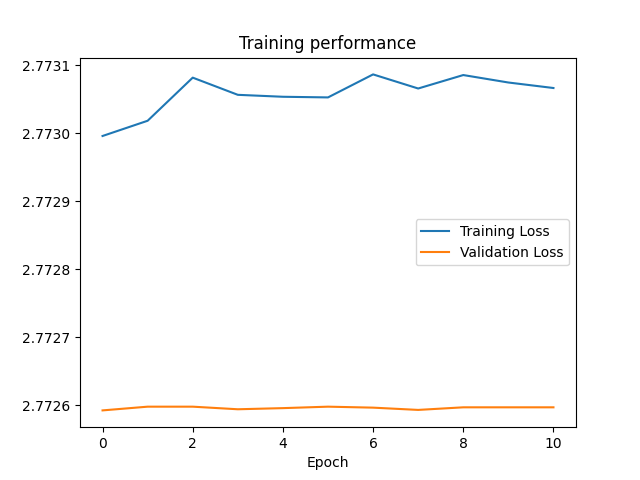 Training performance
2.7731
2.7730
2.7729
2.7728
2.7727
2.7726
Training Loss
Validation Loss
0 2 4 6 8 10
Epoch